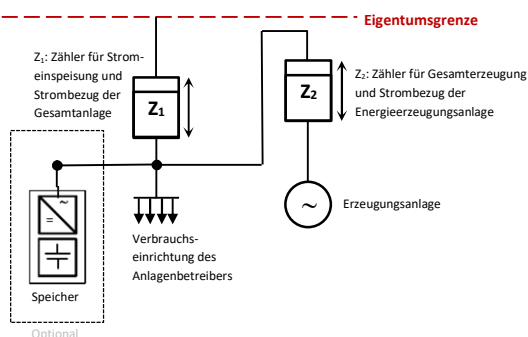 Eigentumsgrenze
Z₁: Zähler für Strom-
einspeisung und
Strombezug der
Gesamtanlage
Z₁
Z₂
Z₂: Zähler für Gesamterzeugung
und Strombezug der
Energieerzeugungsanlage
~
=
Speicher
Optional
Verbrauchs-
einrichtung des
Anlagenbetreibers
~
Erzeugungsanlage